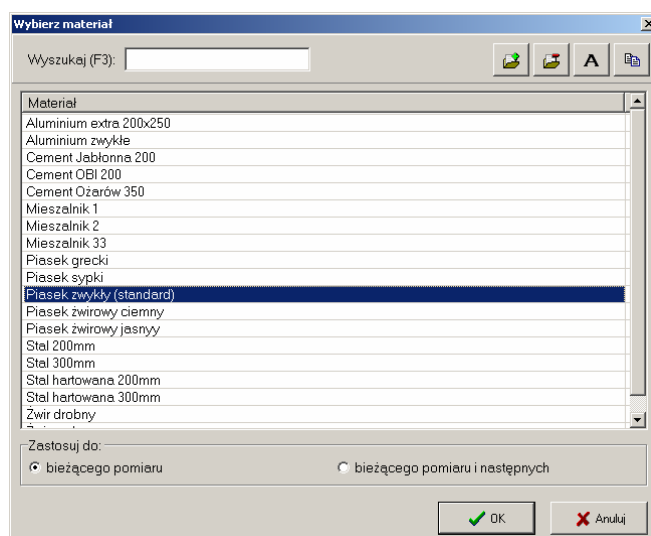 Wybierz materiał
Wyszukaj (F3):
A
Materiał
Aluminium extra 200x250
Aluminium zwykłe
Cement Jabłonna 200
Cement OBI 200
Cement Ożarów 350
Mieszalnik 1
Mieszalnik 2
Mieszalnik 33
Piasek grecki
Piasek sypki
Piasek zwykły (standard)
Piasek żwirowy ciemny
Piasek żwirowy jasnyy
Stal 200mm
Stal 300mm
Stal hartowana 200mm
Stal hartowana 300mm
Żwir drobny
Zastosuj do:
bieżącego pomiaru
bieżącego pomiaru i następnych
OK
Anuluj